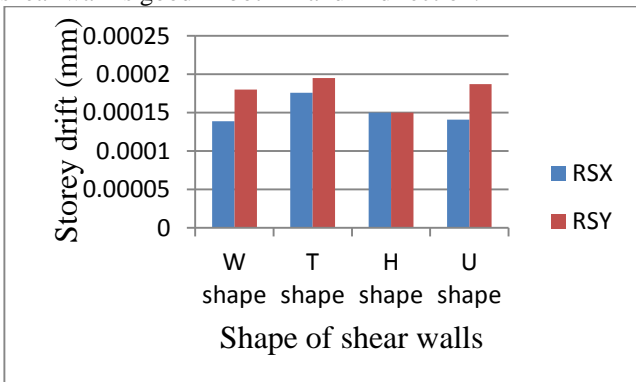 Storey drift (mm)
0.00025
0.0002
0.00015
0.0001
0.00005
0
W shape
T shape
H shape
U shape
Shape of shear walls
RSX
RSY